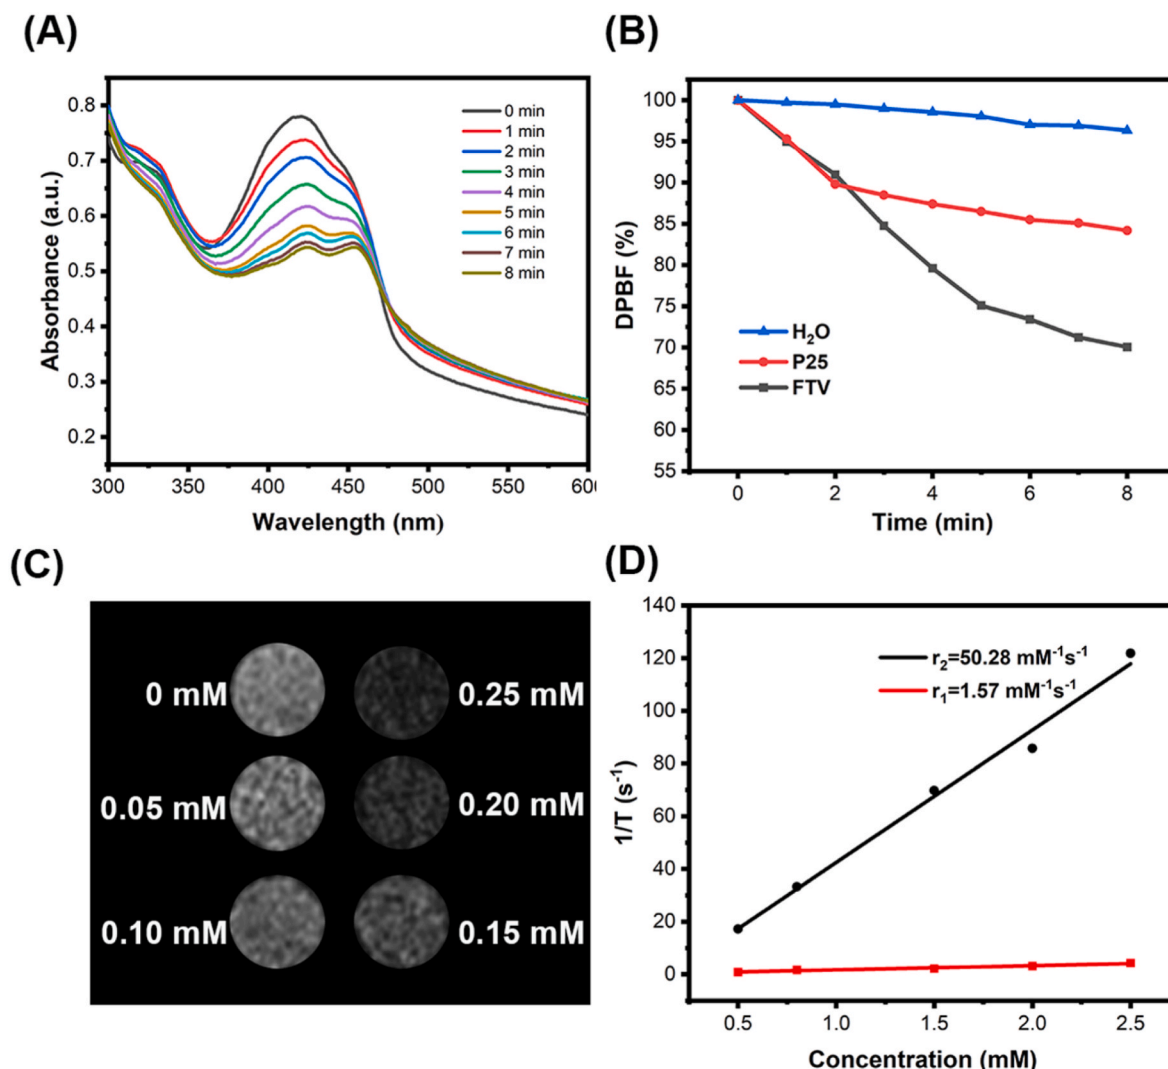 (A)
0.8
0.7
0.6
0.5
0.4
0.3
0.2
Absorbance (a.u.)
0 min
1 min
2 min
3 min
4 min
5 min
6 min
7 min
8 min
300 350 400 450 500 550 600
Wavelength (nm)
(B)
100
95
90
85
80
75
70
65
60
55
DPBF (%)
H₂O
P25
FTV
0 2 4 6 8
Time (min)
(C)
0 mM
0.25 mM
0.05 mM
0.20 mM
0.10 mM
0.15 mM
(D)
140
120
100
80
60
40
20
0
1/T (s⁻¹)
r₂=50.28 mM⁻¹s⁻¹
r₁=1.57 mM⁻¹s⁻¹
0.5 1.0 1.5 2.0 2.5
Concentration (mM)